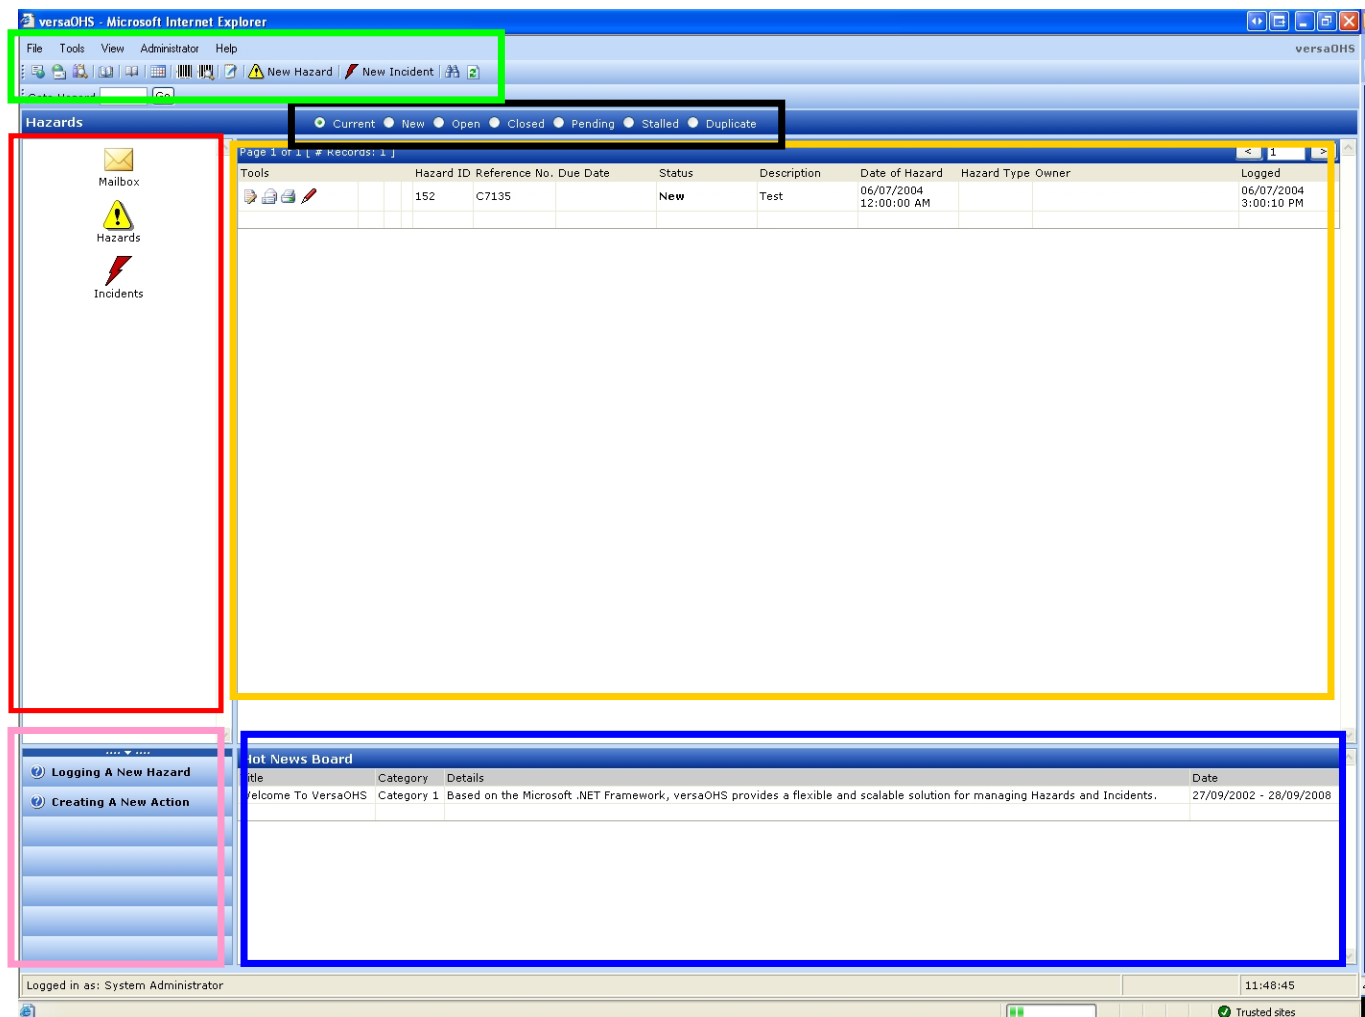 versaOHS - Microsoft Internet Explorer
File Tools View Administrator Help
versaOHS
New Hazard New Incident
Goto Hazard Go
Hazards
Current New Open Closed Pending Stalled Duplicate
Page 1 of 1 [ # Records: 1 ]
< 1 >
Tools Hazard ID Reference No. Due Date Status Description Date of Hazard Hazard Type Owner Logged
152 C7135 New Test 06/07/2004 06/07/2004
12:00:00 AM 3:00:10 PM
Mailbox
Hazards
Incidents
Logging A New Hazard
Creating A New Action
Hot News Board
Title Category Details Date
Welcome To VersaOHS Category 1 Based on the Microsoft .NET Framework, versaOHS provides a flexible and scalable solution for managing Hazards and Incidents. 27/09/2002 - 28/09/2008
Logged in as: System Administrator
11:48:45
Trusted sites